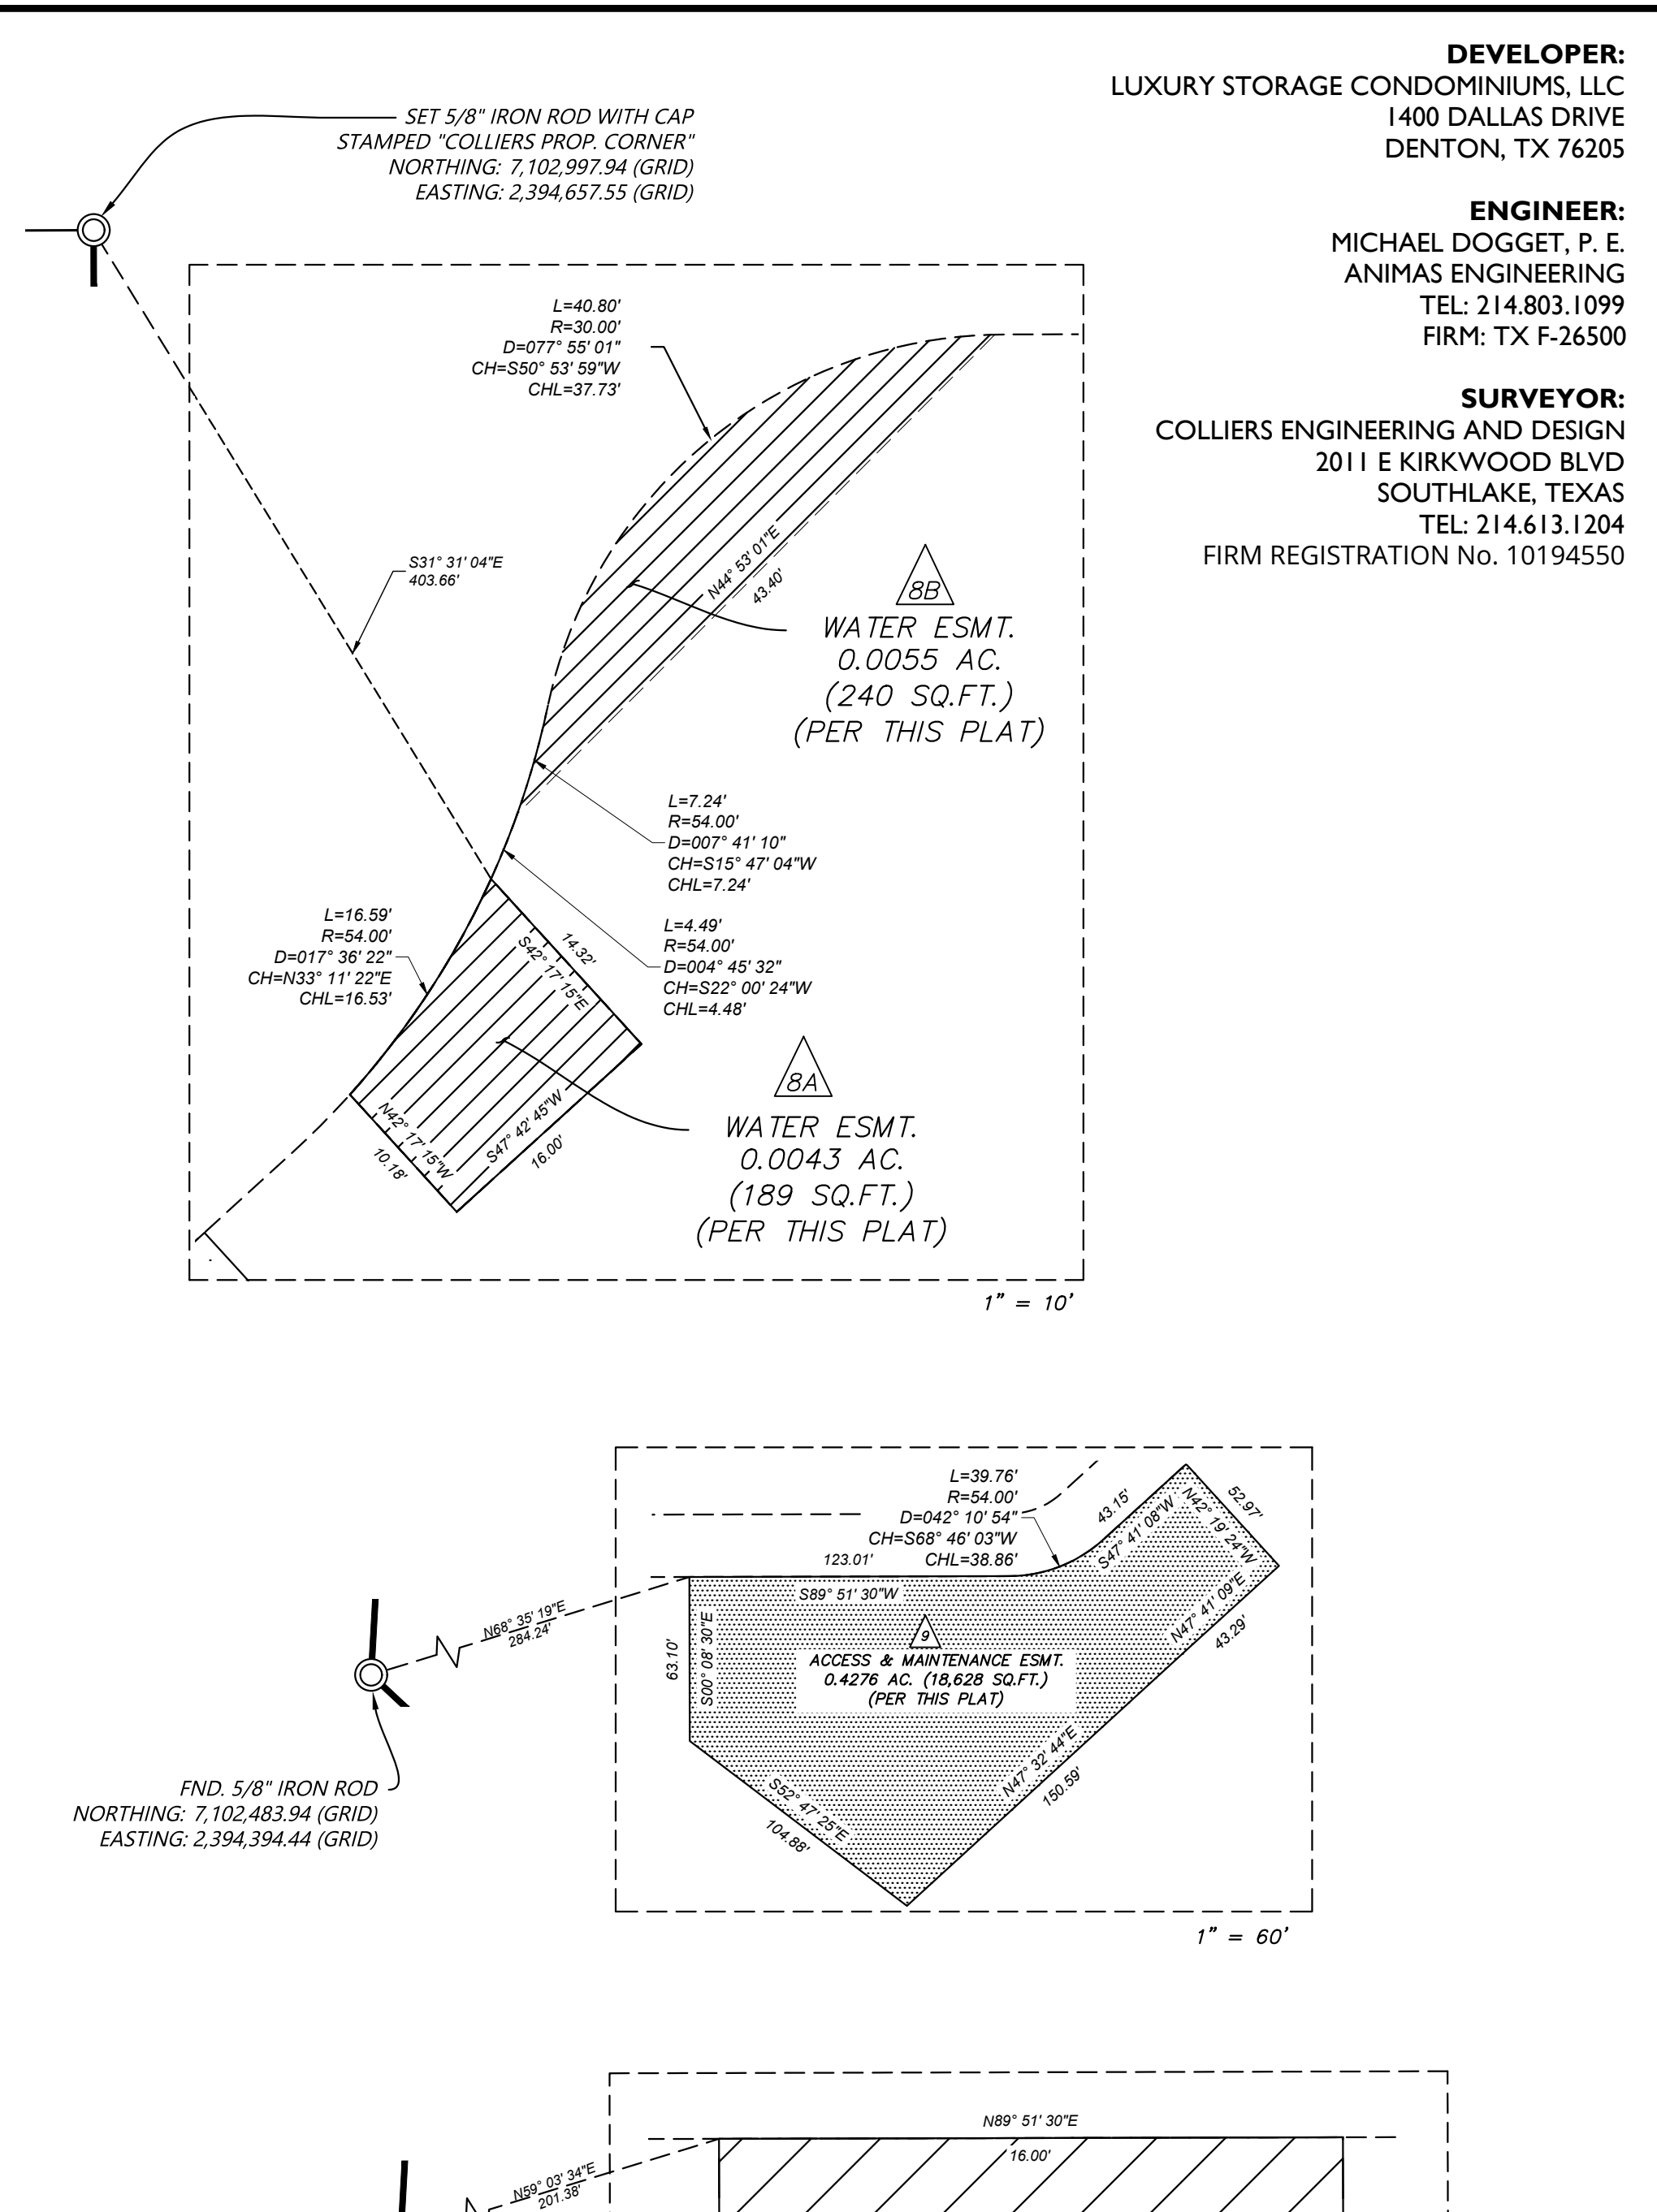 DEVELOPER:
LUXURY STORAGE CONDOMINIUMS, LLC
1400 DALLAS DRIVE
DENTON, TX 76205
ENGINEER:
MICHAEL DOGGET, P. E.
ANIMAS ENGINEERING
TEL: 214.803.1099
FIRM: TX F-26500
SURVEYOR:
COLLIERS ENGINEERING AND DESIGN
2011 E KIRKWOOD BLVD
SOUTHLAKE, TEXAS
TEL: 214.613.1204
FIRM REGISTRATION No. 10194550
SET 5/8" IRON ROD WITH CAP
STAMPED "COLLIERS PROP. CORNER"
NORTHING: 7,102,997.94 (GRID)
EASTING: 2,394,657.55 (GRID)
L=40.80'
R=30.00'
D=077° 55' 01"
CH=S50° 53' 59"W
CHL=37.73'
S31° 31' 04"E
403.66'
N44° 53' 01"E
43.40'
8B
WATER ESMT.
0.0055 AC.
(240 SQ.FT.)
(PER THIS PLAT)
L=7.24'
R=54.00'
D=007° 41' 10"
CH=S15° 47' 04"W
CHL=7.24'
L=16.59'
R=54.00'
D=017° 36' 22"
CH=N33° 11' 22"E
CHL=16.53'
14.32'
S42° 17' 15"E
L=4.49'
R=54.00'
D=004° 45' 32"
CH=S22° 00' 24"W
CHL=4.48'
8A
WATER ESMT.
0.0043 AC.
(189 SQ.FT.)
(PER THIS PLAT)
N42° 17' 15"W
10.18'
S47° 42' 45"W
16.00'
1" = 10'
L=39.76'
R=54.00'
D=042° 10' 54"
CH=S68° 46' 03"W
CHL=38.86'
123.01'
S89° 51' 30"W
43.15'
S47° 41' 08"W
52.97'
N42° 19' 24"W
N47° 41' 09"E
43.29'
N68° 35' 19"E
284.24'
63.10'
S00° 08' 30"E
9
ACCESS & MAINTENANCE ESMT.
0.4276 AC. (18,628 SQ.FT.)
(PER THIS PLAT)
N47° 32' 44"E
150.59'
S52° 47' 25"E
104.88'
FND. 5/8" IRON ROD
NORTHING: 7,102,483.94 (GRID)
EASTING: 2,394,394.44 (GRID)
1" = 60'
N89° 51' 30"E
16.00'
N59° 03' 34"E
201.38'